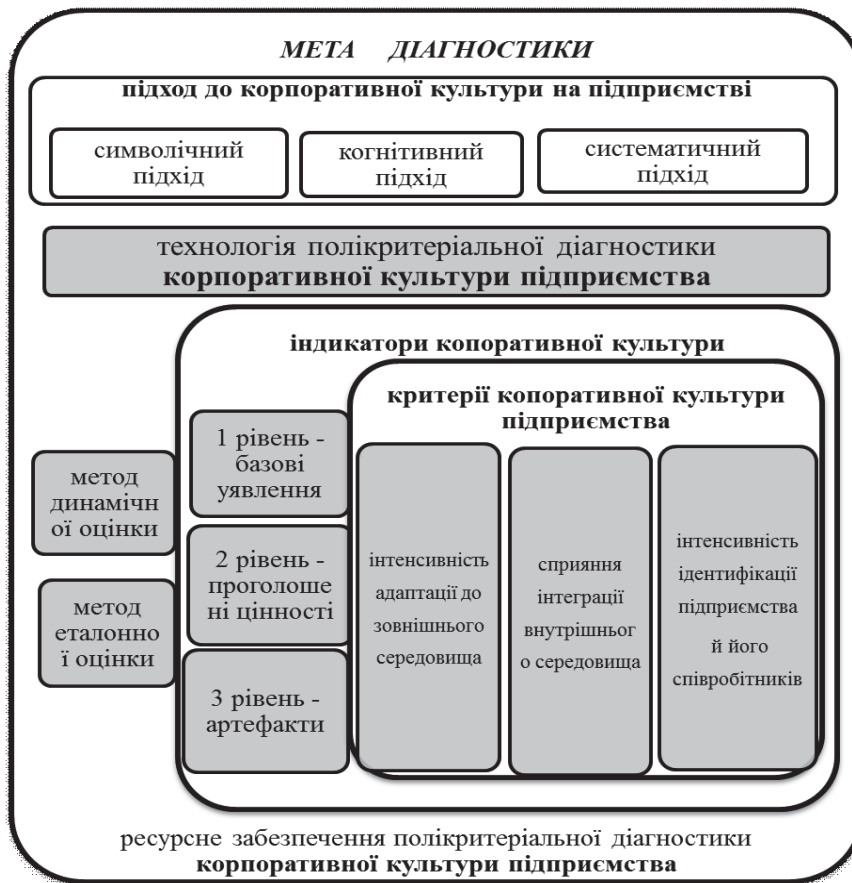 МЕТА ДІАГНОСТИКИ
підход до корпоративної культури на підприємстві
символічний
підхід
когнітивний
підхід
систематичний
підхід
технологія полікритеріальної діагностики
корпоративної культури підприємства
індикатори копоративної культури
критерії копоративної культури
підприємства
метод
динамічн
ої оцінки
метод
еталонно
ї оцінки
1 рівень -
базові
уявлення
2 рівень -
проголоше
ні цінності
3 рівень -
артефакти
інтенсивність
адаптації до
зовнішнього
середовища
сприяння
інтеграції
внутрішньог
о середовища
інтенсивність
ідентифікації
підприємства
й його
співробітників
ресурсне забезпечення полікритеріальної діагностики
корпоративної культури підприємства